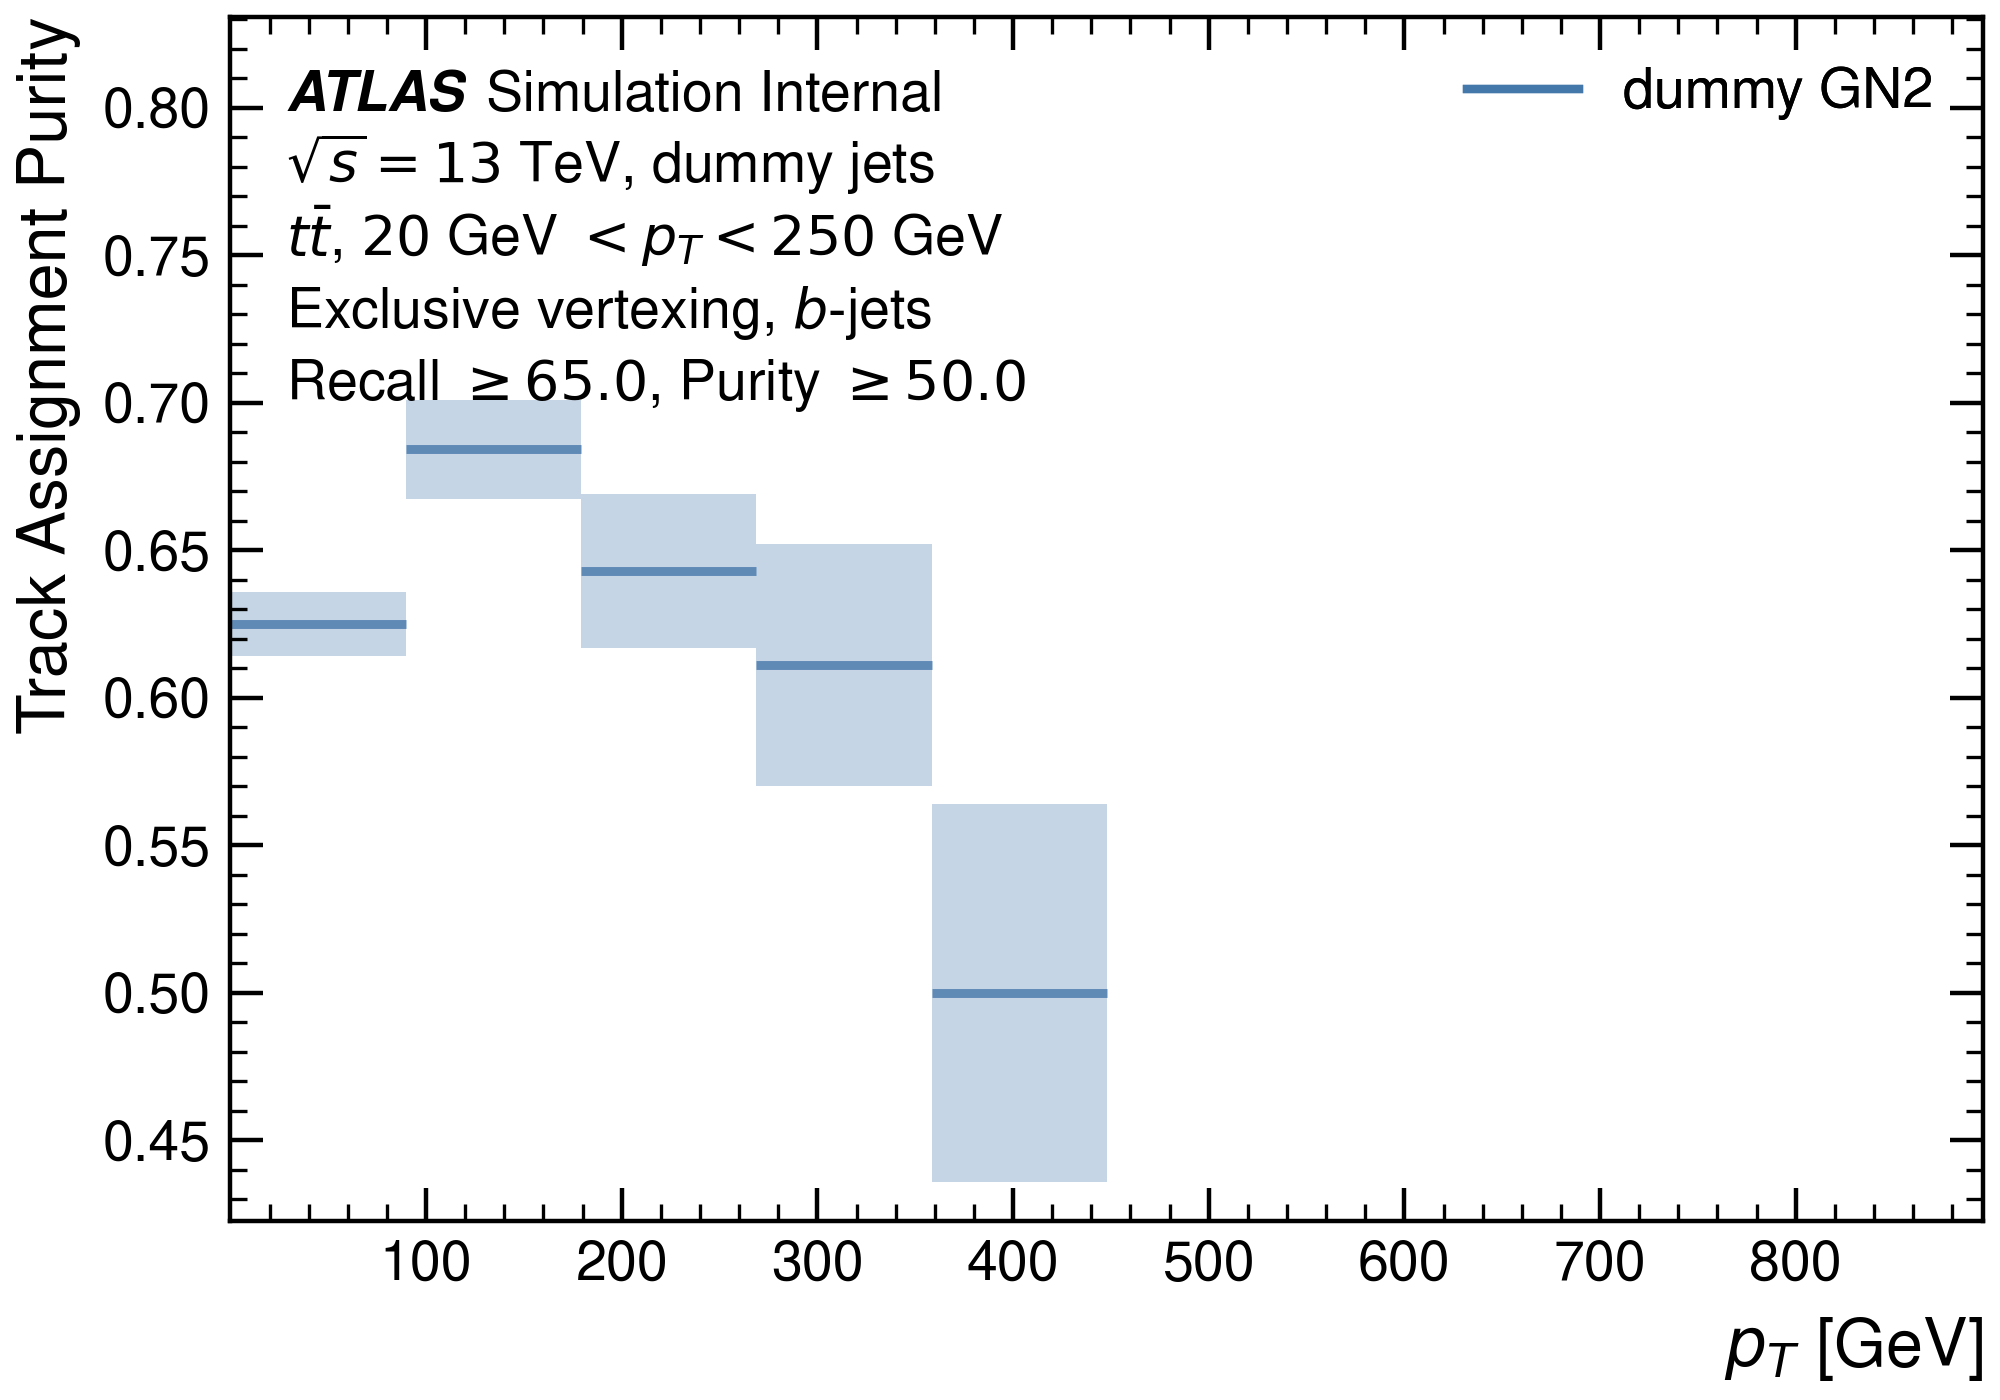 Track Assignment Purity
0.80
0.75
0.70
0.65
0.60
0.55
0.50
0.45
ATLAS Simulation Internal
√s = 13 TeV, dummy jets
tt̄, 20 GeV < p_T < 250 GeV
Exclusive vertexing, b-jets
Recall ≥ 65.0, Purity ≥ 50.0
dummy GN2
100 200 300 400 500 600 700 800
p_T [GeV]